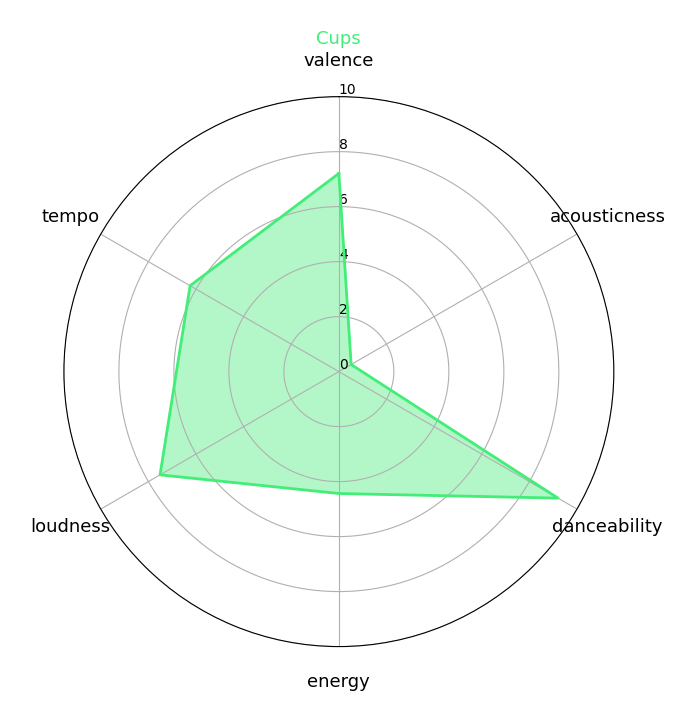 Cups
valence
10
8
tempo
6
acousticness
4
2
0
loudness
danceability
energy